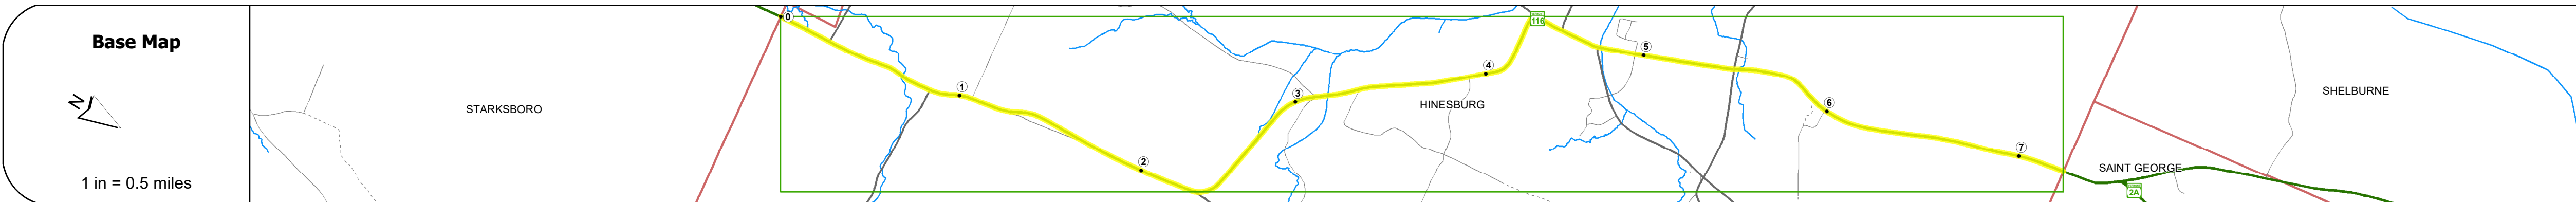 Base Map
N
1 in = 0.5 miles
STARKSBORO
0
1
2
3
4
116
HINESBURG
5
6
7
SHELBURNE
SAINT GEORGE
2A